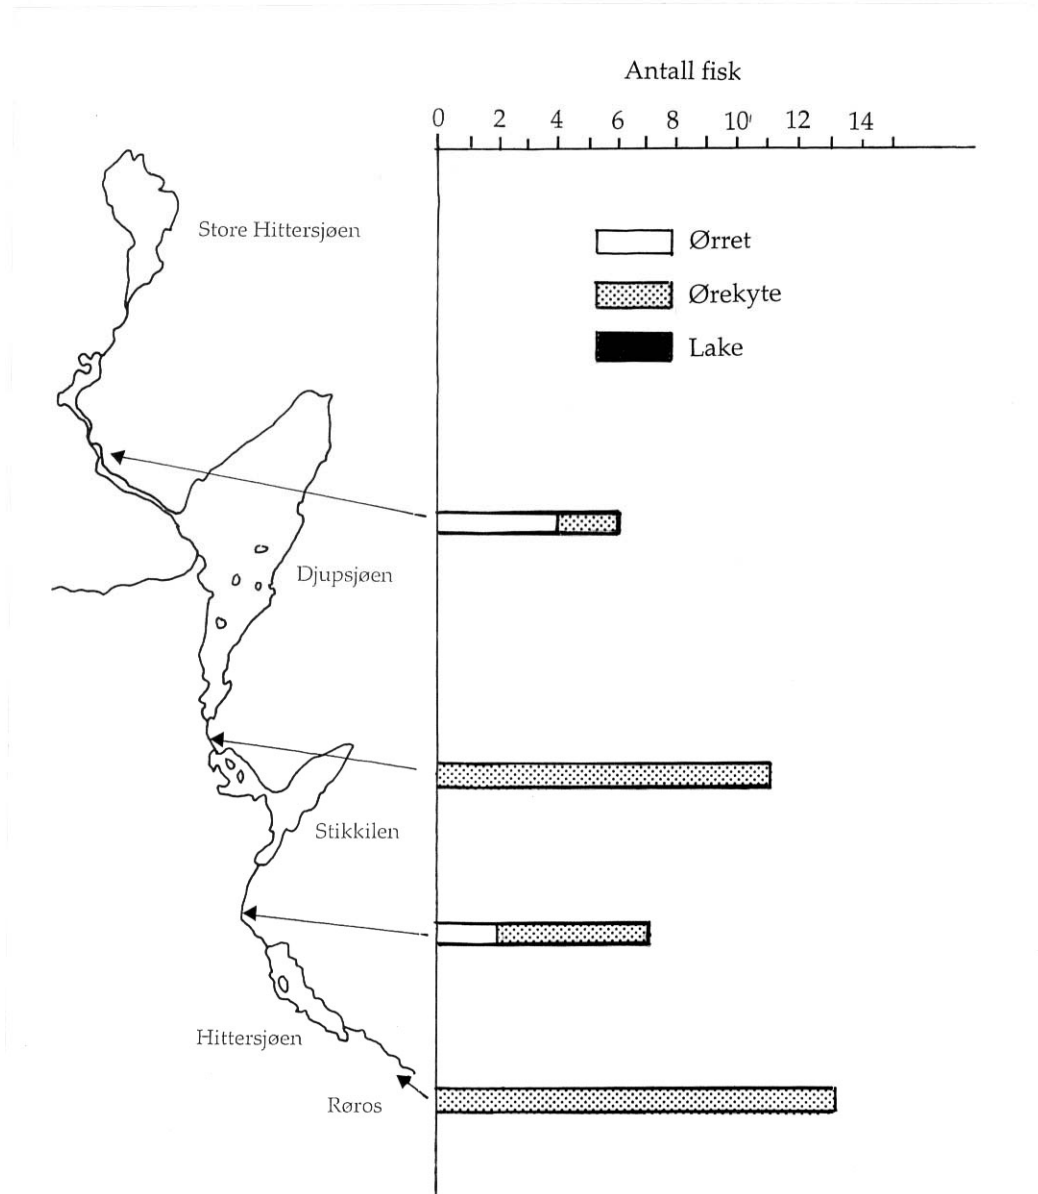 Antall fisk
0 2 4 6 8 10 12 14
Store Hittersjøen
Ørret
Ørekyte
Lake
Djupsjøen
Stikkilen
Hittersjøen
Røros